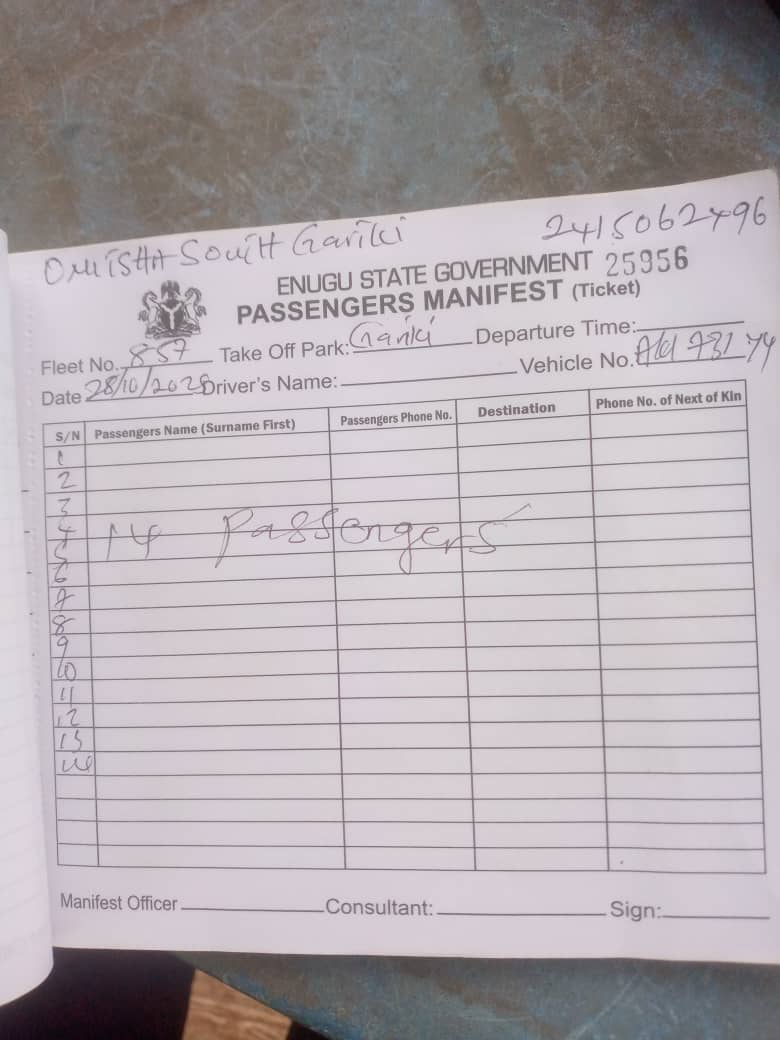 ONITSHA SOUTH Gariki 2415062496
ENUGU STATE GOVERNMENT 25956
PASSENGERS MANIFEST (Ticket)
Fleet No. 857 Take Off Park: Gariki Departure Time:
Date 28/10/2025 Driver's Name: Vehicle No.
S/N Passengers Name (Surname First) Passengers Phone No. Destination Phone No. of Next of Kin
1
2
3
4
14 Passengers
5
6
7
8
9
10
11
12
13
14
Manifest Officer Consultant: Sign: